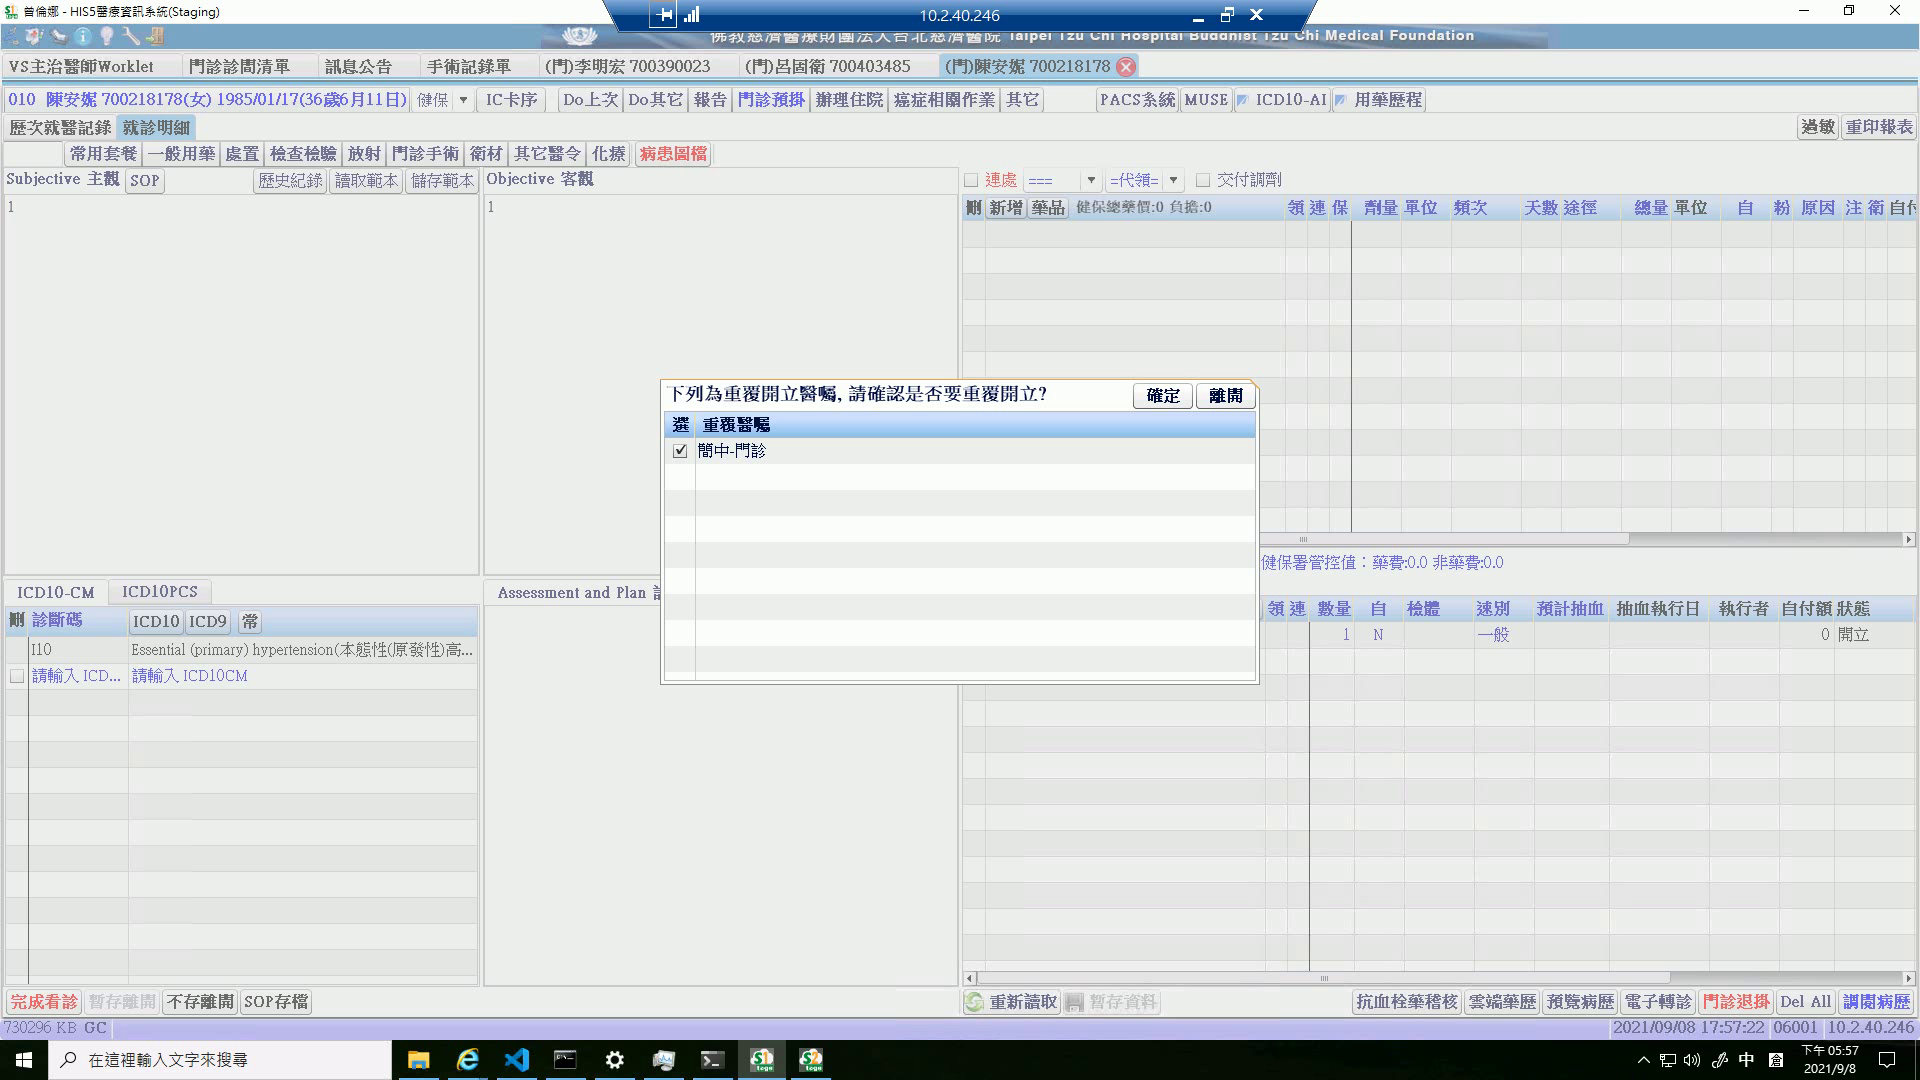 曾倫娜 - HIS5醫療資訊系統(Staging)
10.2.40.246
佛教慈濟醫療財團法人台北慈濟醫院 Taipei Tzu Chi Hospital Buddhist Tzu Chi Medical Foundation
VS主治醫師Worklet 門診診間清單 訊息公告 手術記錄單 (門)李明宏 700390023 (門)呂固衛 700403485 (門)陳安妮 700218178
010 陳安妮 700218178(女) 1985/01/17(36歲6月11日) 健保 IC卡序 Do上次 Do其它 報告 門診預掛 辦理住院 癌症相關作業 其它 PACS系統 MUSE ICD10-AI 用藥歷程
歷次就醫記錄 就診明細 過敏 重印報表
常用套餐 一般用藥 處置 檢查檢驗 放射 門診手術 衛材 其它醫令 化療 病患圖檔
Subjective 主觀 SOP 歷史紀錄 讀取範本 儲存範本 Objective 客觀 連處 === =代領= 交付調劑
1 1 刪 新增 藥品 健保總藥價:0 負擔:0 領 連 保 劑量 單位 頻次 天數 途徑 總量 單位 自 粉 原因 注 衛 自付
下列為重覆開立醫囑, 請確認是否要重覆開立? 確定 離開
選 重覆醫囑
簡中-門診
健保署管控值：藥費:0.0 非藥費:0.0
ICD10-CM ICD10PCS Assessment and Plan
刪 診斷碼 ICD10 ICD9 常 領 連 數量 自 檢體 速別 預計抽血 抽血執行日 執行者 自付額 狀態
I10 Essential (primary) hypertension(本態性(原發性)高... 1 N 一般 0 開立
請輸入 ICD... 請輸入 ICD10CM
完成看診 暫存離開 不存離開 SOP存檔 重新讀取 暫存資料 抗血栓藥稽核 雲端藥歷 預覽病歷 電子轉診 門診退掛 Del All 調閱病歷
730296 KB GC 2021/09/08 17:57:22 06001 10.2.40.246
在這裡輸入文字來搜尋 中 下午 05:57
2021/9/8